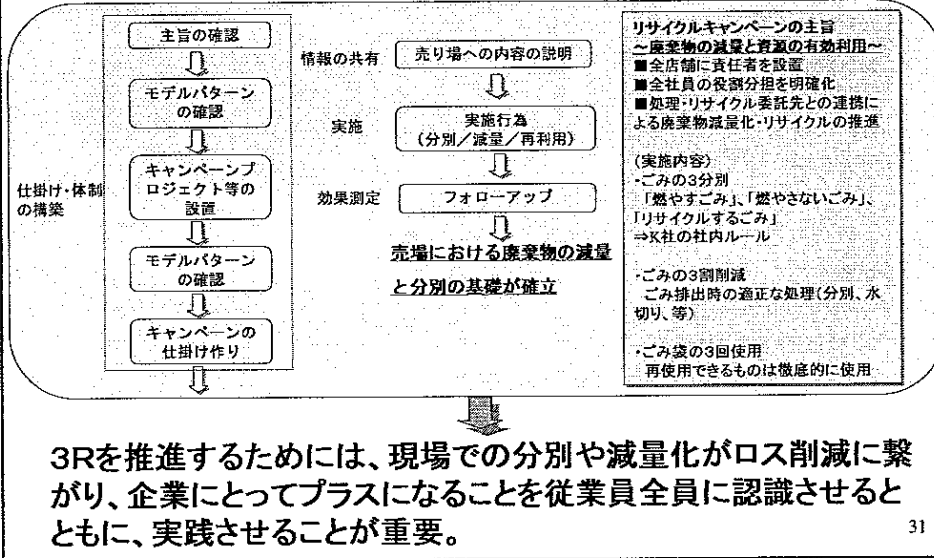 仕掛け・体制
の構築
主旨の確認
モデルパターン
の確認
キャンペーンプ
ロジェクト等の
設置
モデルパターン
の確認
キャンペーンの
仕掛け作り
情報の共有
売り場への内容の説明
実施
実施行為
(分別/減量/再利用)
効果測定
フォローアップ
売場における廃棄物の減量
と分別の基礎が確立
リサイクルキャンペーンの主旨
～廃棄物の減量と資源の有効利用～
■全店舗に責任者を設置
■全社員の役割分担を明確化
■処理・リサイクル委託先との連携に
よる廃棄物減量化・リサイクルの推進
(実施内容)
・ごみの3分別
「燃やすごみ」、「燃やさないごみ」、
「リサイクルするごみ」
⇒K社の社内ルール
・ごみの3割削減
ごみ排出時の適正な処理(分別、水
切り、等)
・ごみ袋の3回使用
再使用できるものは徹底的に使用
3Rを推進するためには、現場での分別や減量化がロス削減に繋
がり、企業にとってプラスになることを従業員全員に認識させると
ともに、実践させることが重要。
31